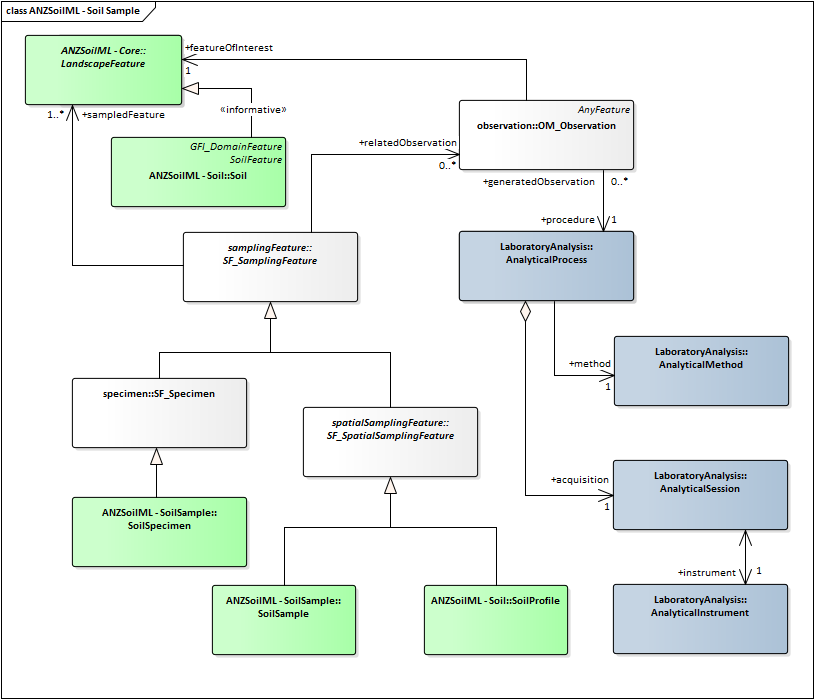 class ANZSoilML - Soil Sample
ANZSoilML - Core::
LandscapeFeature
+featureOfInterest
1
«informative»
1..*
+sampledFeature
GFI_DomainFeature
SoilFeature
ANZSoilML - Soil::Soil
AnyFeature
observation::OM_Observation
+relatedObservation
0..*
+generatedObservation
0..*
+procedure
1
samplingFeature::
SF_SamplingFeature
LaboratoryAnalysis::
AnalyticalProcess
LaboratoryAnalysis::
AnalyticalMethod
+method
1
specimen::SF_Specimen
spatialSamplingFeature::
SF_SpatialSamplingFeature
+acquisition
1
LaboratoryAnalysis::
AnalyticalSession
ANZSoilML - SoilSample::
SoilSpecimen
+instrument
1
ANZSoilML - SoilSample::
SoilSample
ANZSoilML - Soil::SoilProfile
LaboratoryAnalysis::
AnalyticalInstrument